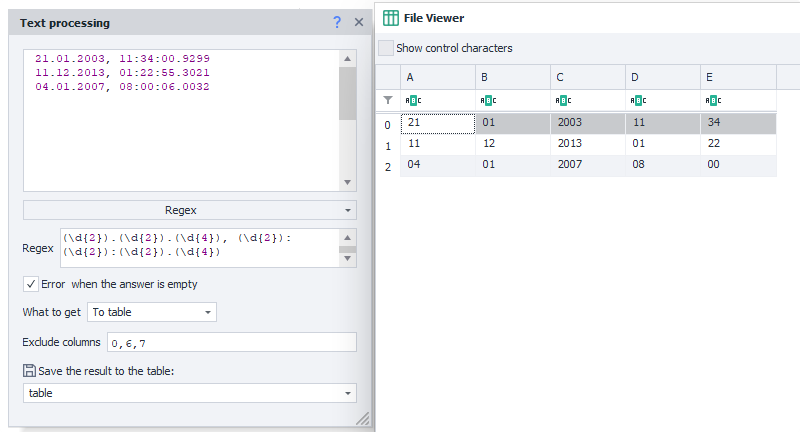 Text processing ? ×
21.01.2003, 11:34:00.9299
11.12.2013, 01:22:55.3021
04.01.2007, 08:00:06.0032
Regex
Regex
(\d{2}).(\d{2}).(\d{4}), (\d{2}):
(\d{2}):(\d{2}).(\d{4})
Error when the answer is empty
What to get To table
Exclude columns 0,6,7
Save the result to the table:
table
File Viewer
Show control characters
A B C D E
ABC ABC ABC ABC ABC
0 21 01 2003 11 34
1 11 12 2013 01 22
2 04 01 2007 08 00